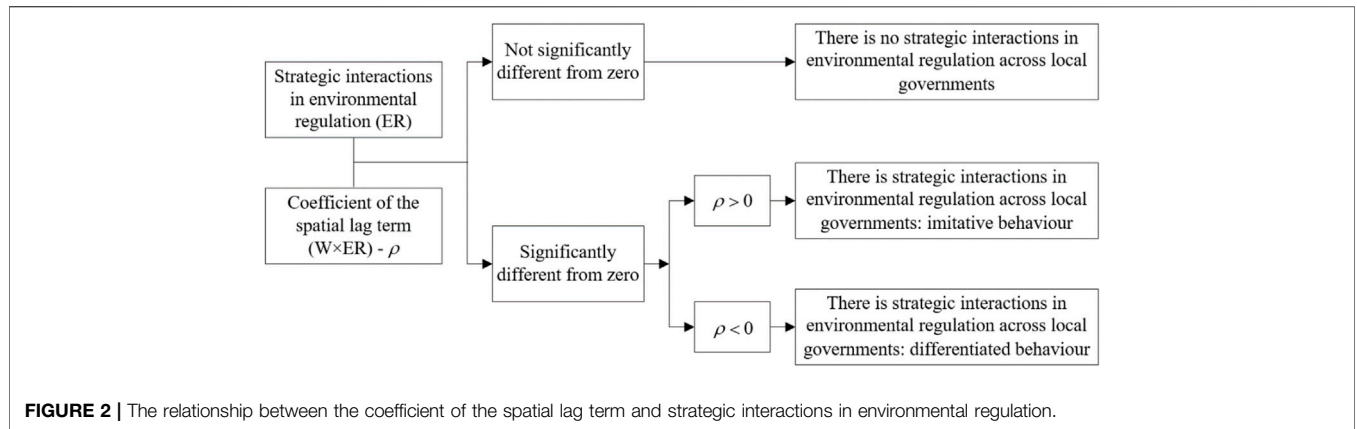 Strategic interactions
in environmental
regulation (ER)
Coefficient of the
spatial lag term
(W×ER) - ρ
Not significantly
different from zero
There is no strategic interactions in
environmental regulation across local
governments
Significantly
different from zero
ρ > 0
There is strategic interactions in
environmental regulation across local
governments: imitative behaviour
ρ < 0
There is strategic interactions in
environmental regulation across local
governments: differentiated behaviour
FIGURE 2 | The relationship between the coefficient of the spatial lag term and strategic interactions in environmental regulation.